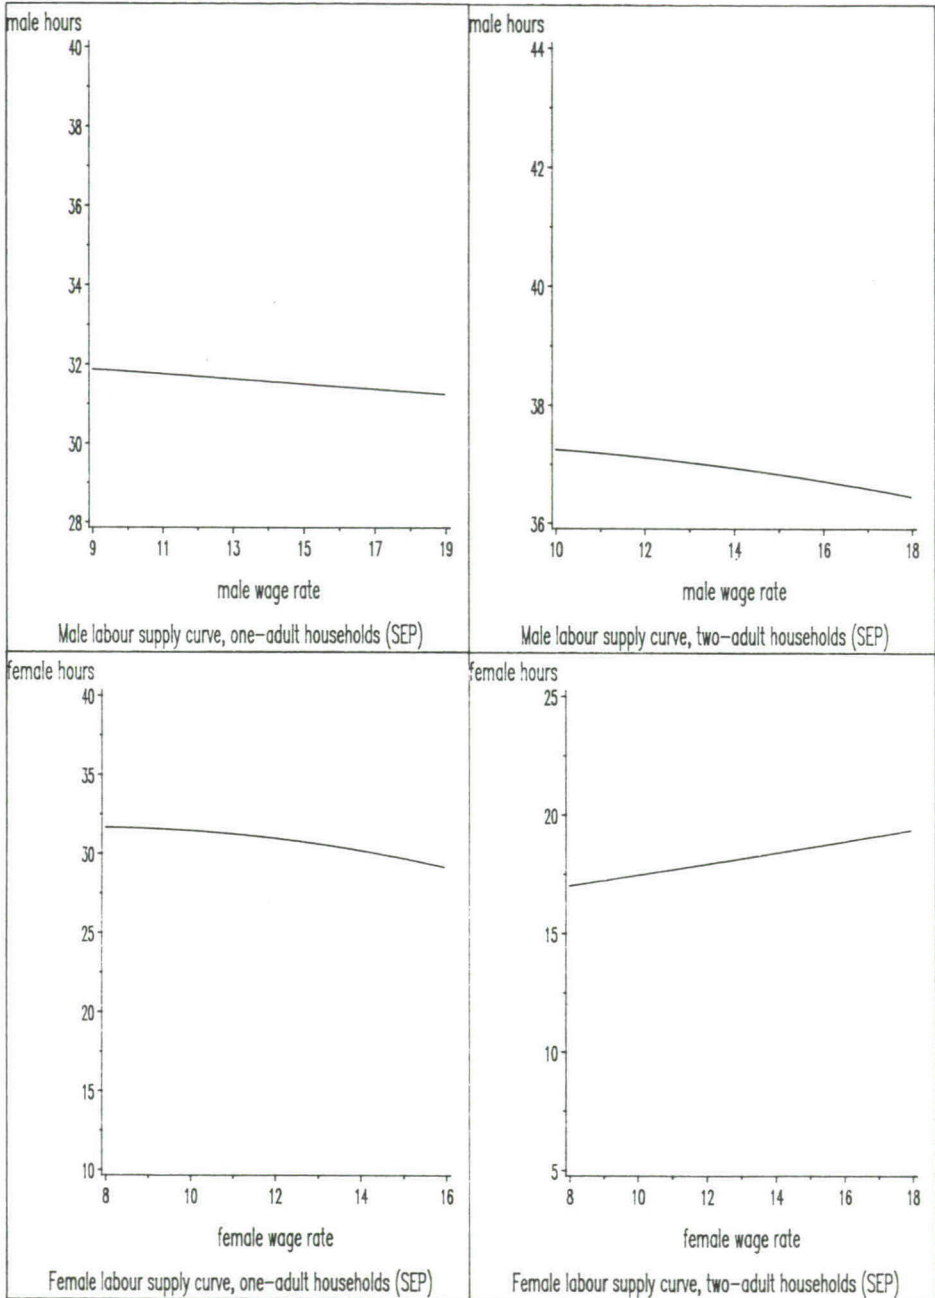 male hours
40
38
36
34
32
30
28
9 11 13 15 17 19
male wage rate
Male labour supply curve, one-adult households (SEP)
male hours
44
42
40
38
36
10 12 14 16 18
male wage rate
Male labour supply curve, two-adult households (SEP)
female hours
40
35
30
25
20
15
10
8 10 12 14 16
female wage rate
Female labour supply curve, one-adult households (SEP)
female hours
25
20
15
10
5
8 10 12 14 16 18
female wage rate
Female labour supply curve, two-adult households (SEP)